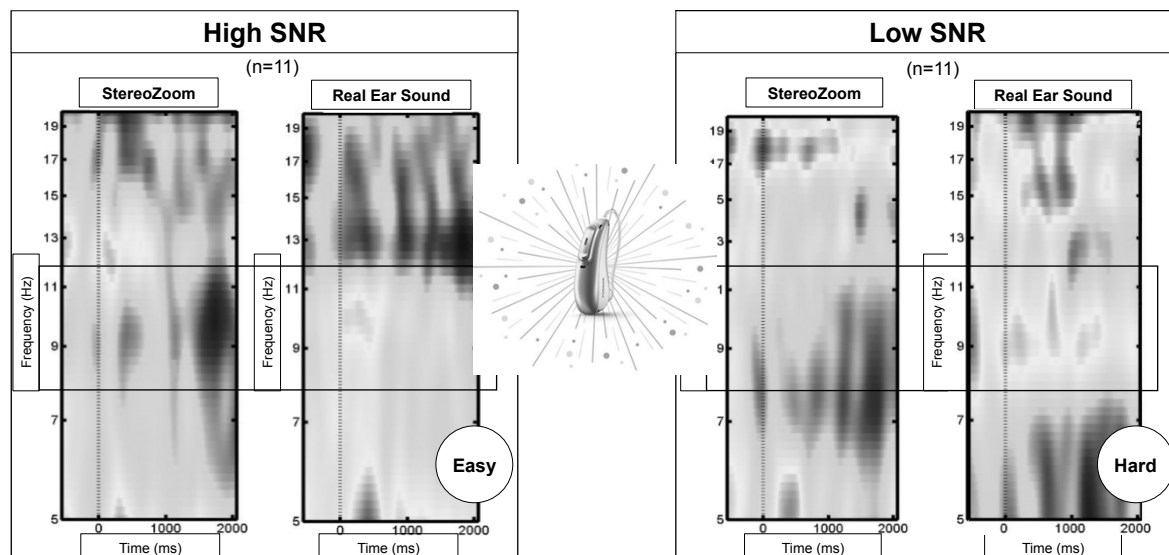 High SNR
(n=11)
StereoZoom
Real Ear Sound
19
17
15
13
11
9
7
5
Frequency (Hz)
0 1000 2000
Time (ms)
19
17
15
13
11
9
7
5
Frequency (Hz)
0 1000 2000
Time (ms)
Easy
Low SNR
(n=11)
StereoZoom
Real Ear Sound
19
17
15
3
1
9
7
5
0 1000 2000
Time (ms)
19
17
15
13
11
9
7
5
Frequency (Hz)
0 1000 2000
Time (ms)
Hard